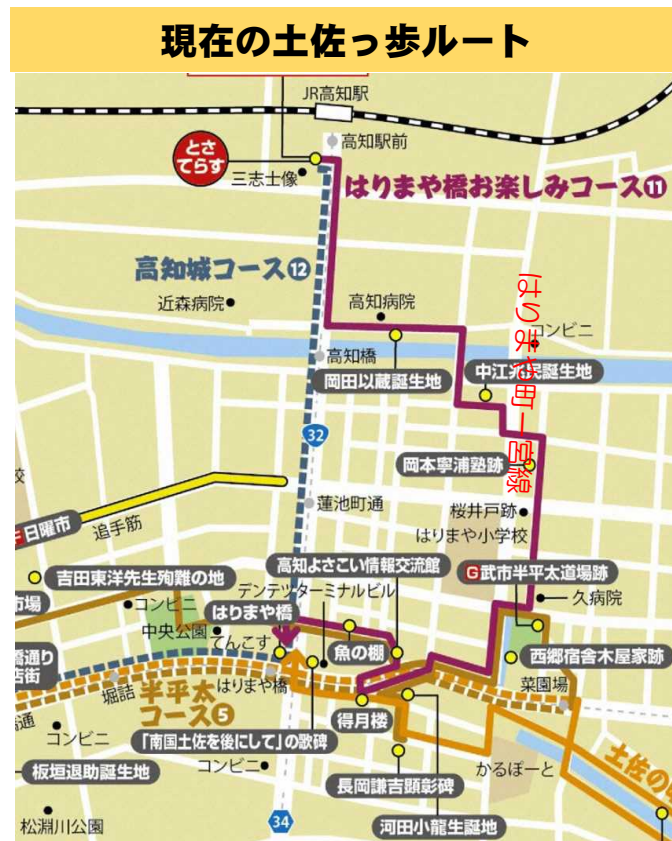 現在の土佐っ歩ルート
JR高知駅
高知駅前
とさ
てらす
三志士像
はりまや橋お楽しみコース⑪
高知城コース⑫
近森病院
高知病院
はりまや町一宮線
コンビニ
高知橋
岡田以蔵誕生地
中江兆民誕生地
32
岡本寧浦塾跡
校
蓮池町通
桜井戸跡
はりまや小学校
日曜市
追手筋
高知よさこい情報交流館
吉田東洋先生殉難の地
デンテツターミナルビル
G武市半平太道場跡
市場
コンビニ
はりまや橋
久病院
中央公園
てんこす
魚の棚
西郷宿舎木屋家跡
橋通り
店街
堀詰
半平太
コース⑤
はりまや橋
菜園場
得月楼
コンビニ
「南国土佐を後にして」の歌碑
コンビニ
板垣退助誕生地
長岡謙吉顕彰碑
かるぽーと
土佐の
松淵川公園
34
河田小龍生誕地